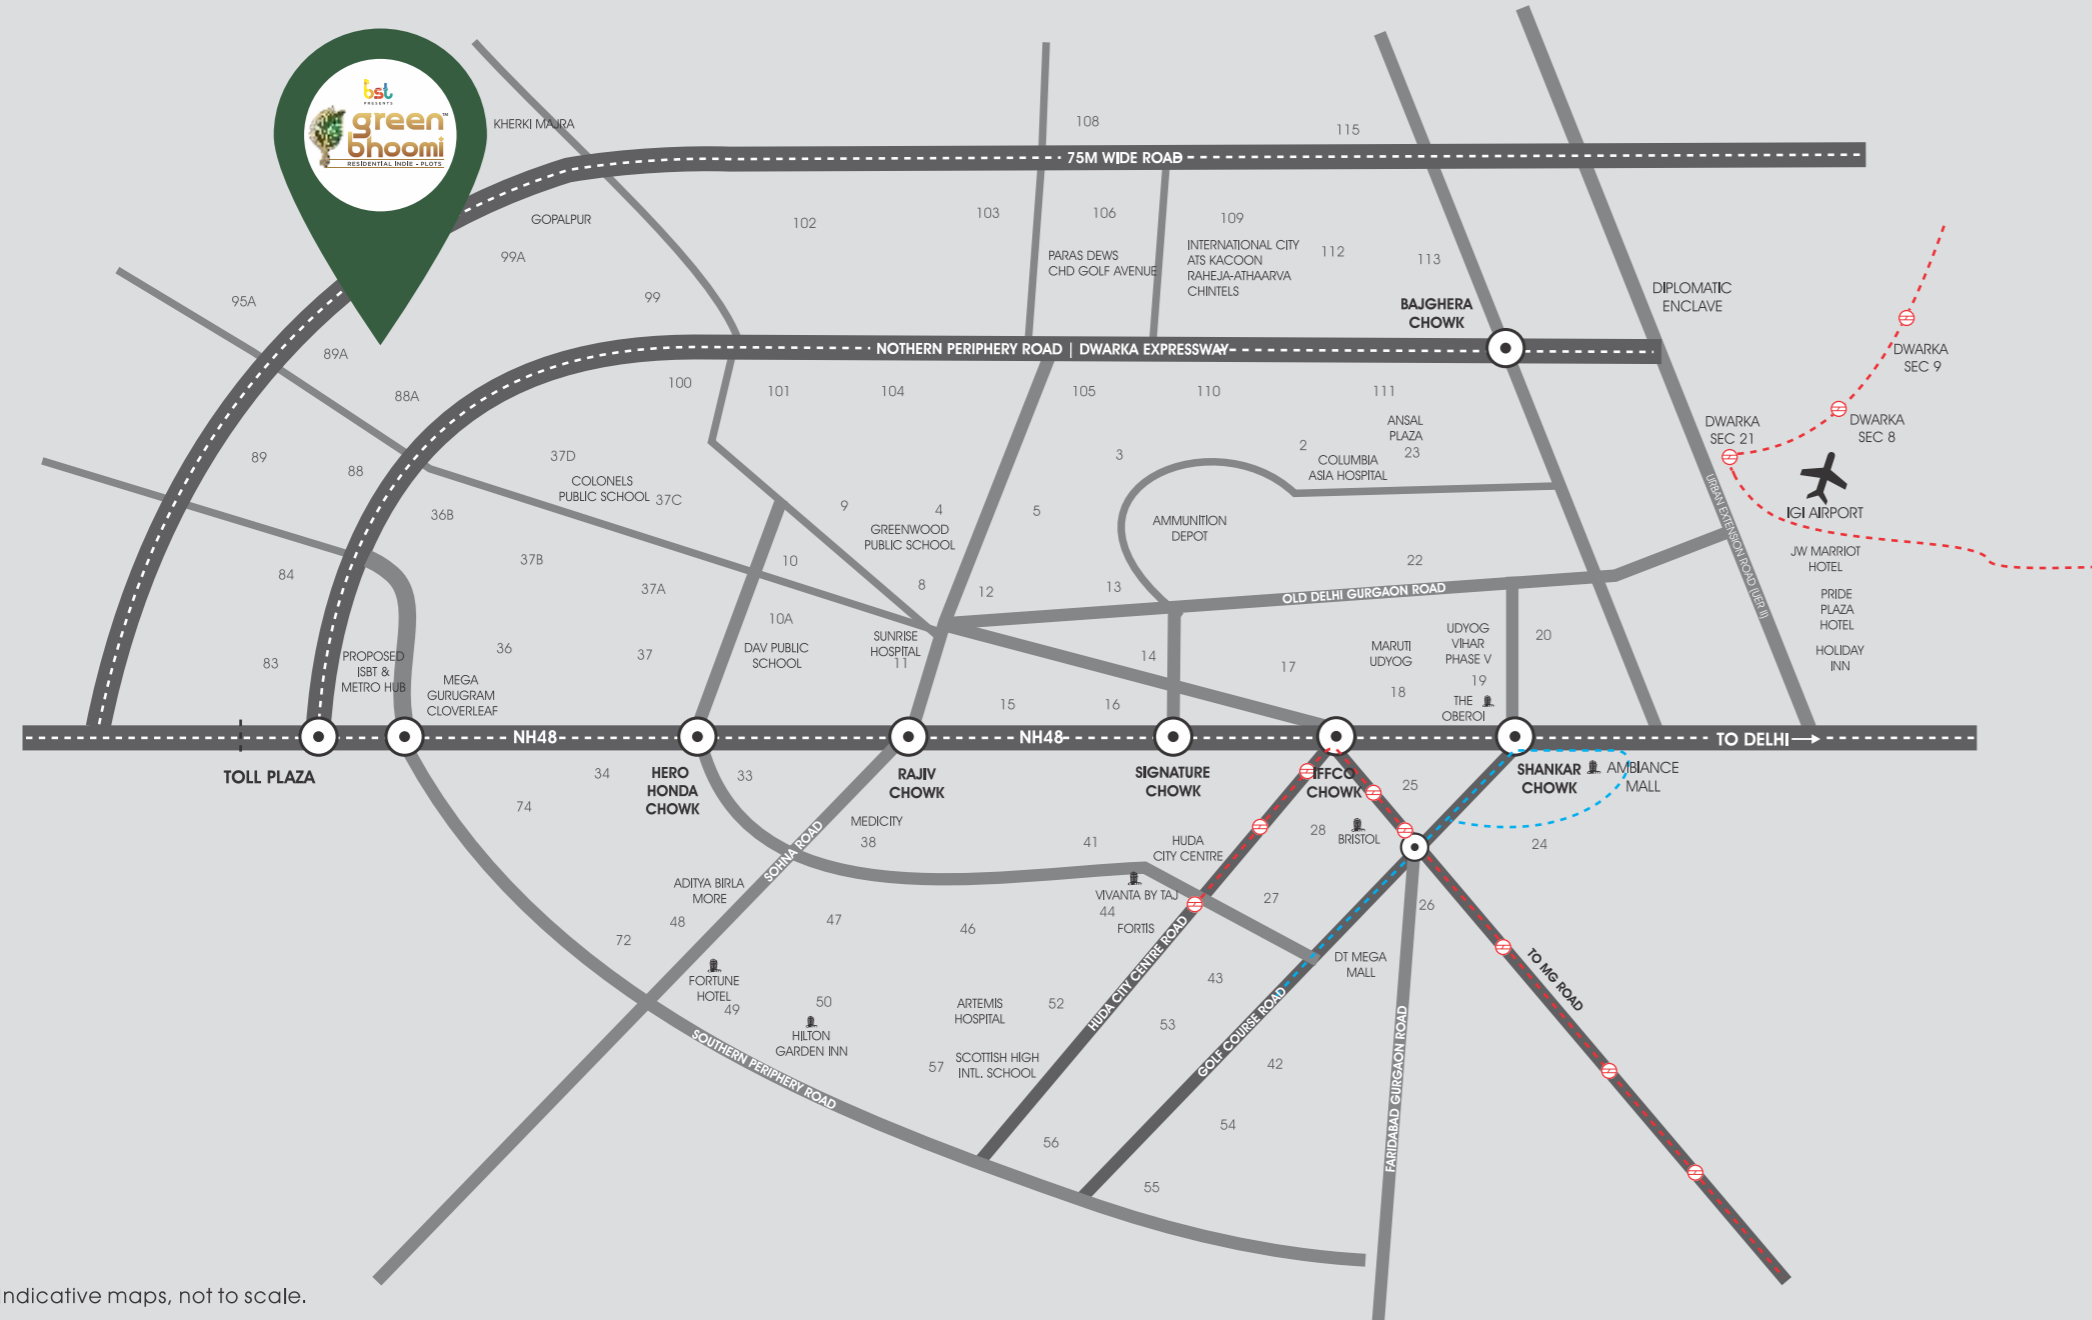 bst
PRESENTS
green™
bhoomi
RESIDENTIAL INDIE - PLOTS
KHERKI MAJRA
108
115
75M WIDE ROAD
GOPALPUR
102
103
106
109
99A
PARAS DEWS
CHD GOLF AVENUE
INTERNATIONAL CITY
ATS KACOON
RAHEJA-ATHAARVA
CHINTELS
112
113
95A
99
BAJGHERA
CHOWK
DIPLOMATIC
ENCLAVE
89A
NOTHERN PERIPHERY ROAD | DWARKA EXPRESSWAY
DWARKA
SEC 9
88A
100
101
104
105
110
111
ANSAL
PLAZA
23
DWARKA
SEC 21
DWARKA
SEC 8
89
88
37D
COLONELS
PUBLIC SCHOOL
37C
3
2
COLUMBIA
ASIA HOSPITAL
36B
9
4
GREENWOOD
PUBLIC SCHOOL
5
AMMUNITION
DEPOT
IGI AIRPORT
URBAN EXTENSION ROAD (UER II)
84
37B
37A
10
8
12
13
22
OLD DELHI GURGAON ROAD
JW MARRIOT
HOTEL
PRIDE
PLAZA
HOTEL
HOLIDAY
INN
83
PROPOSED
ISBT &
METRO HUB
36
37
10A
DAV PUBLIC
SCHOOL
SUNRISE
HOSPITAL
11
14
17
MARUTI
UDYOG
18
UDYOG
VIHAR
PHASE V
19
THE
OBEROI
20
MEGA
GURUGRAM
CLOVERLEAF
15
16
NH48
NH48
TO DELHI
TOLL PLAZA
34
HERO
HONDA
CHOWK
33
RAJIV
CHOWK
SIGNATURE
CHOWK
IFFCO
CHOWK
25
SHANKAR
CHOWK
AMBIANCE
MALL
74
SOHNA ROAD
MEDICITY
38
41
HUDA
CITY CENTRE
28
BRISTOL
24
ADITYA BIRLA
MORE
48
47
46
VIVANTA BY TAJ
44
FORTIS
27
26
72
FORTUNE
HOTEL
49
50
HILTON
GARDEN INN
ARTEMIS
HOSPITAL
52
HUDA CITY CENTRE ROAD
43
DT MEGA
MALL
TO MG ROAD
SOUTHERN PERIPHERY ROAD
57
SCOTTISH HIGH
INTL. SCHOOL
53
GOLF COURSE ROAD
42
FARIDABAD GURGAON ROAD
56
54
55
ndicative maps, not to scale.